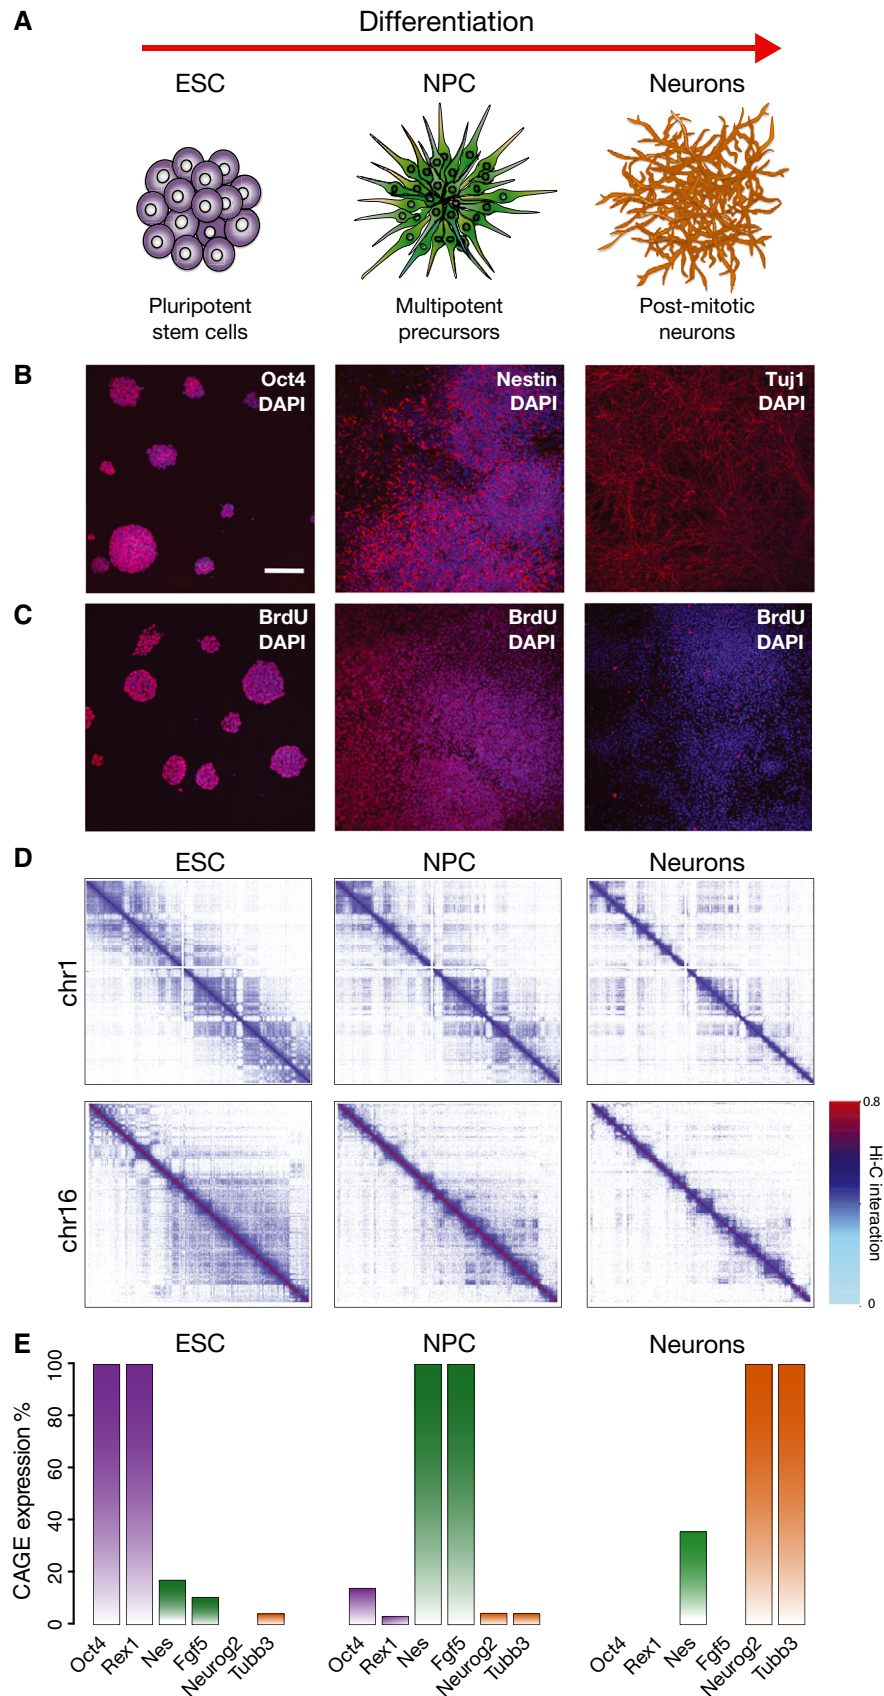 A
Differentiation
ESC NPC Neurons
Pluripotent Multipotent Post-mitotic
stem cells precursors neurons
B
Oct4 Nestin Tuj1
DAPI DAPI DAPI
C
BrdU BrdU BrdU
DAPI DAPI DAPI
D
ESC NPC Neurons
chr1
chr16
0.8
Hi-C interaction
0
E
ESC NPC Neurons
CAGE expression %
100
80
60
40
20
0
Oct4 Rex1 Nes Fgf5 Neurog2 Tubb3 Oct4 Rex1 Nes Fgf5 Neurog2 Tubb3 Oct4 Rex1 Nes Fgf5 Neurog2 Tubb3